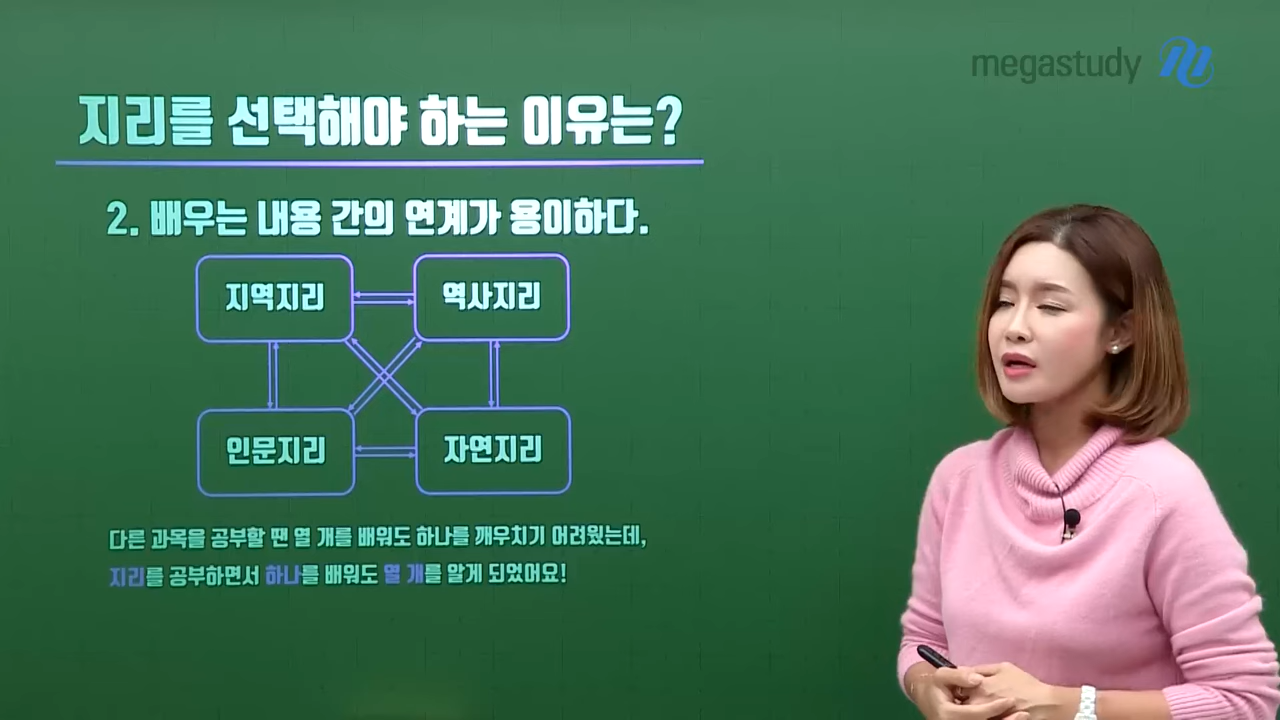 megastudy
지리를 선택해야 하는 이유는?
2. 배우는 내용 간의 연계가 용이하다.
지역지리
역사지리
인문지리
자연지리
다른 과목을 공부할 땐 열 개를 배워도 하나를 깨우치기 어려웠는데,
지리를 공부하면서 하나를 배워도 열 개를 알게 되었어요!